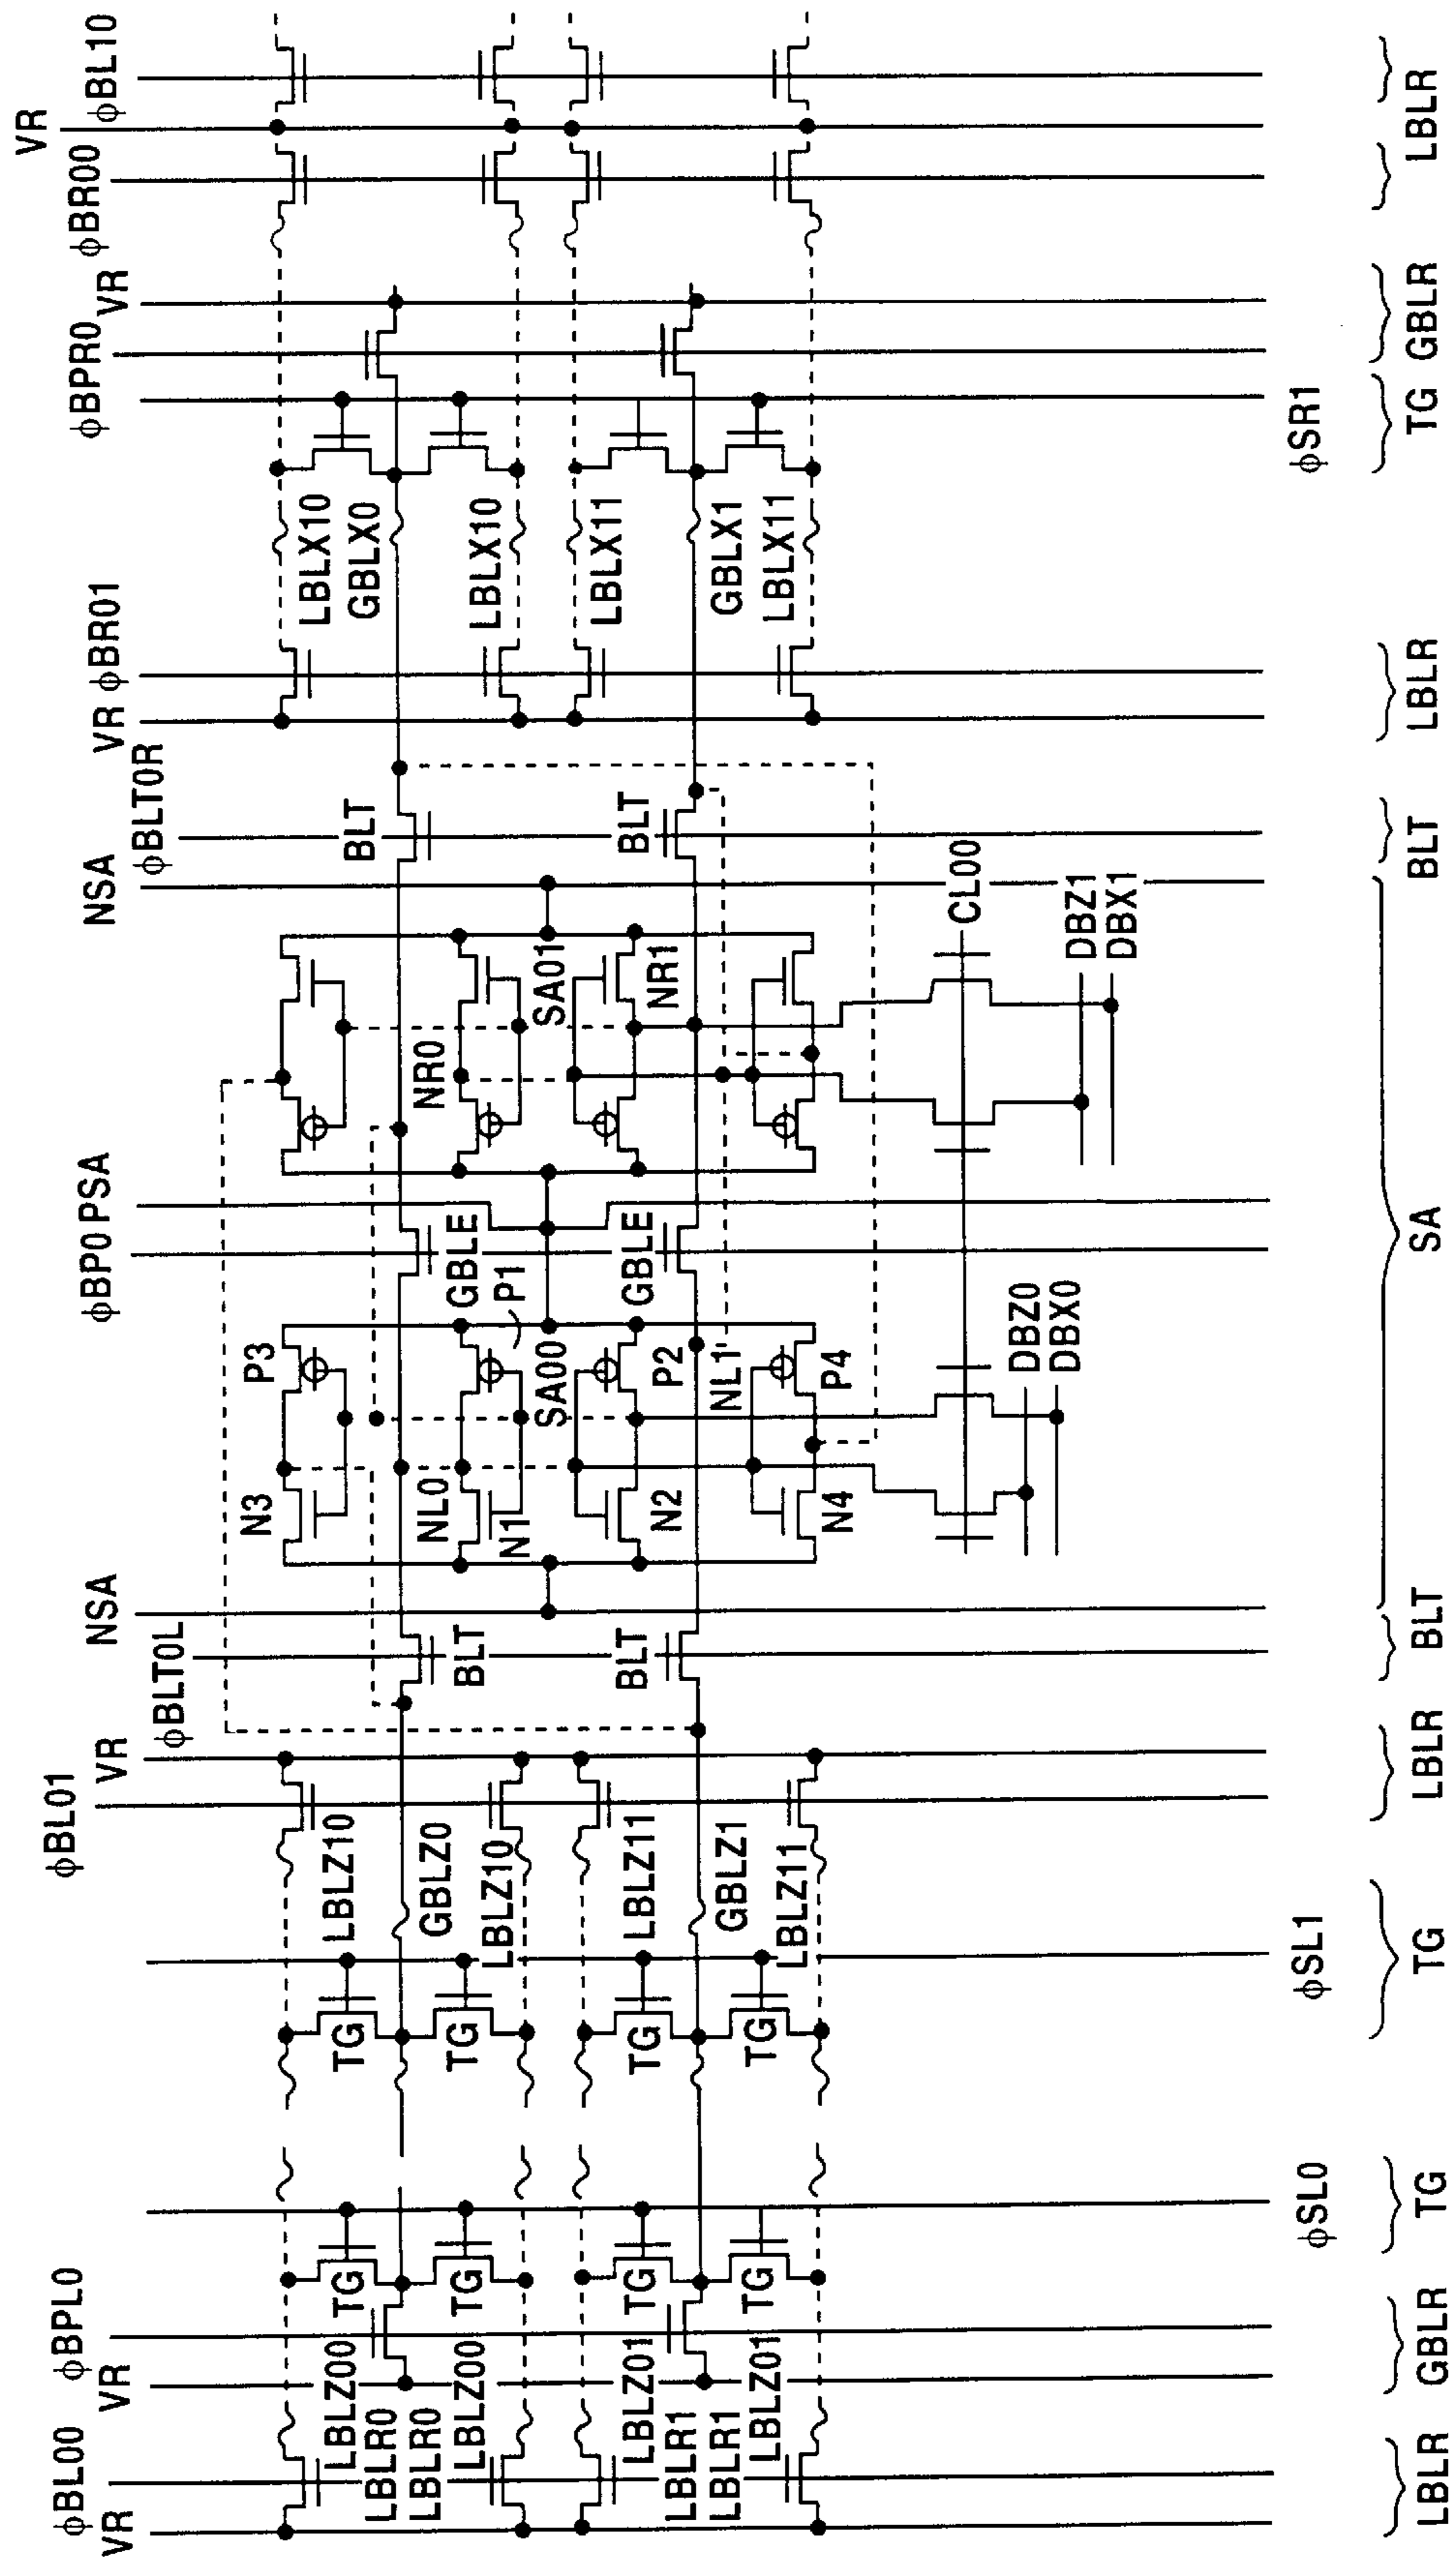 φBL00
VR
φBPL0
VR
φBL01
VR
φBLT0L
NSA
φBP0
PSA
NSA
φBLT0R
VR
φBR01
φBPR0
VR
φBR00
VR
φBL10
LBLZ00
LBLR0
LBLR0
LBLZ00
LBLZ01
LBLR1
LBLR1
LBLZ01
TG
TG
TG
TG
TG
TG
TG
TG
LBLZ10
GBLZ0
LBLZ10
LBLZ11
GBLZ1
LBLZ11
BLT
BLT
N3
NL0
N1
N2
N4
P3
P1
SA00
P2
NL1
P4
GBLE
GBLE
NR0
SA01
NR1
BLT
BLT
DBZ0
DBX0
CL00
DBZ1
DBX1
LBLX10
GBLX0
LBLX10
LBLX11
GBLX1
LBLX11
φSL0
φSL1
φSR1
LBLR
GBLR
TG
TG
LBLR
BLT
SA
BLT
LBLR
TG
GBLR
LBLR